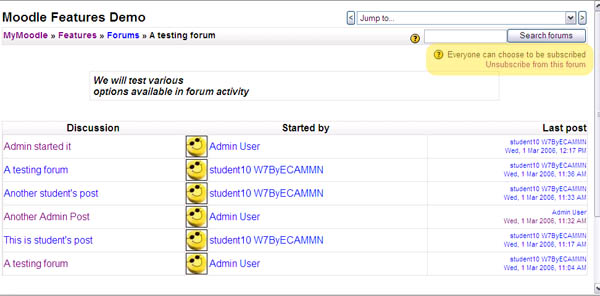 Moodle Features Demo
< Jump to... >
MyMoodle » Features » Forums » A testing forum
? Search forums
? Everyone can choose to be subscribed
Unsubscribe from this forum
We will test various
options available in forum activity
Discussion Started by Last post
Admin started it Admin User student10 W7ByECAMMN
Wed, 1 Mar 2006, 12:17 PM
A testing forum student10 W7ByECAMMN student10 W7ByECAMMN
Wed, 1 Mar 2006, 11:36 AM
Another student's post student10 W7ByECAMMN student10 W7ByECAMMN
Wed, 1 Mar 2006, 11:33 AM
Another Admin Post Admin User Admin User
Wed, 1 Mar 2006, 11:32 AM
This is student's post student10 W7ByECAMMN student10 W7ByECAMMN
Wed, 1 Mar 2006, 11:17 AM
A testing forum Admin User student10 W7ByECAMMN
Wed, 1 Mar 2006, 11:04 AM